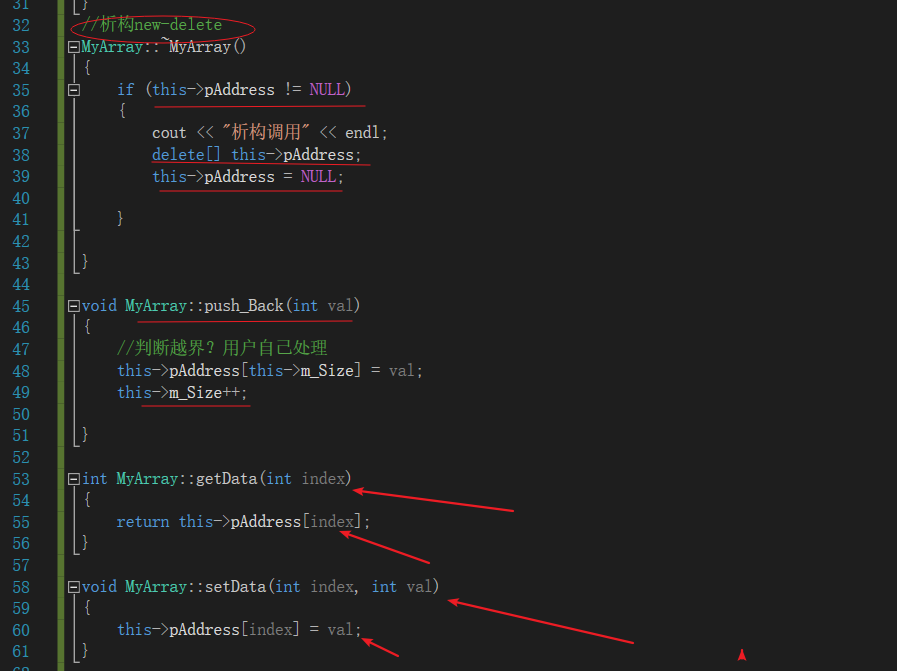 31 }
32 //析构new-delete
33 MyArray::~MyArray()
34 {
35 if (this->pAddress != NULL)
36 {
37 cout << "析构调用" << endl;
38 delete[] this->pAddress;
39 this->pAddress = NULL;
40
41 }
42
43 }
44
45 void MyArray::push_Back(int val)
46 {
47 //判断越界？用户自己处理
48 this->pAddress[this->m_Size] = val;
49 this->m_Size++;
50
51 }
52
53 int MyArray::getData(int index)
54 {
55 return this->pAddress[index];
56 }
57
58 void MyArray::setData(int index, int val)
59 {
60 this->pAddress[index] = val;
61 }
62